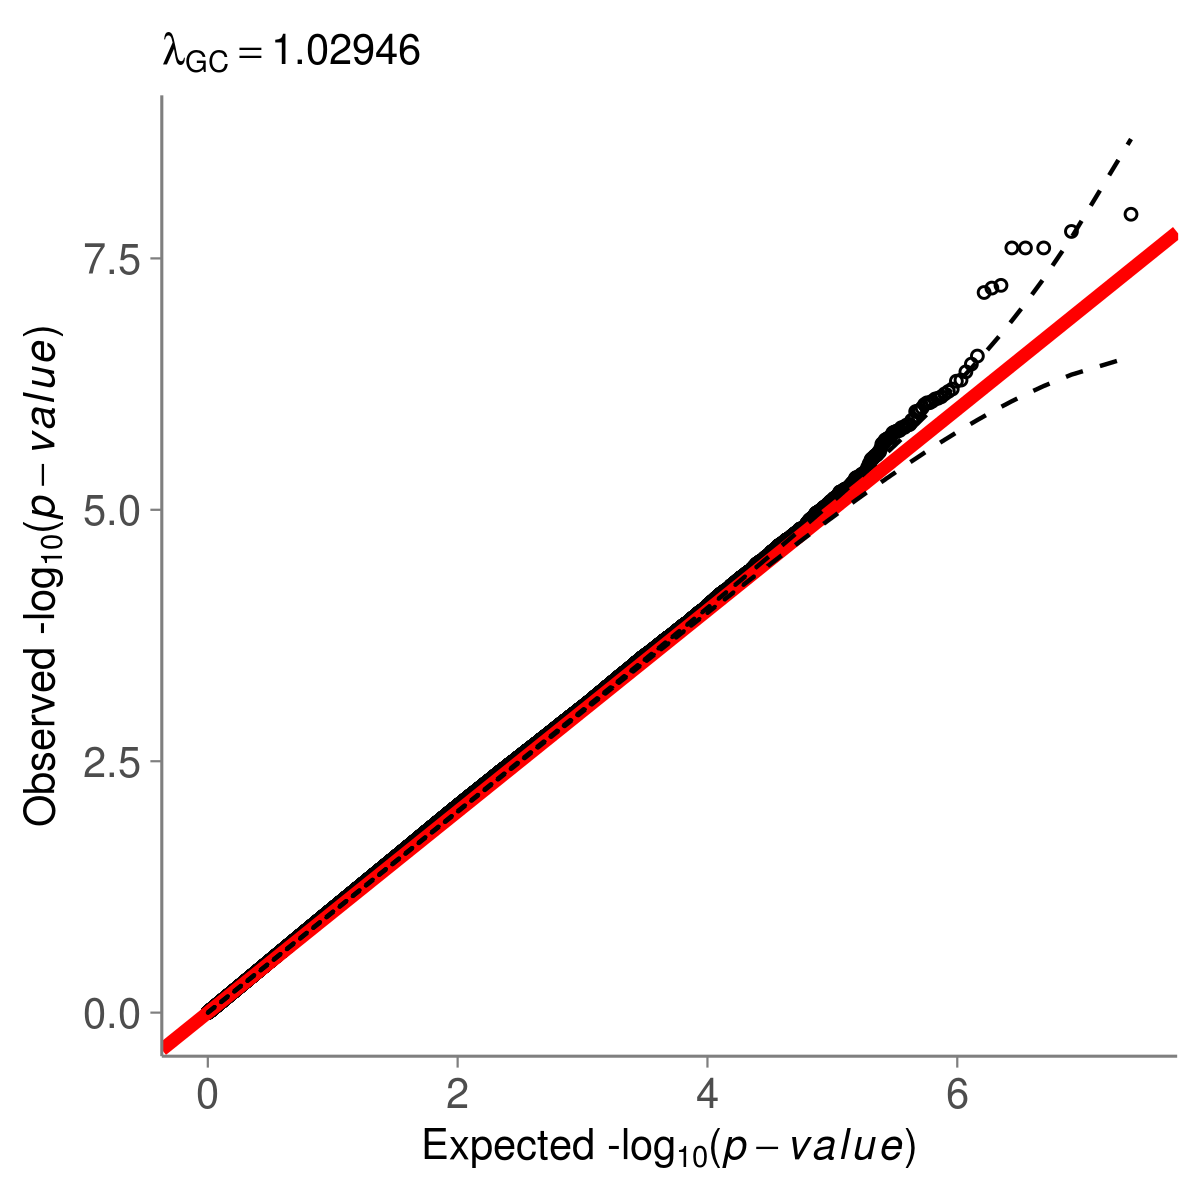 λGC = 1.02946
Observed -log10(p − value)
7.5
5.0
2.5
0.0
0 2 4 6
Expected -log10(p − value)